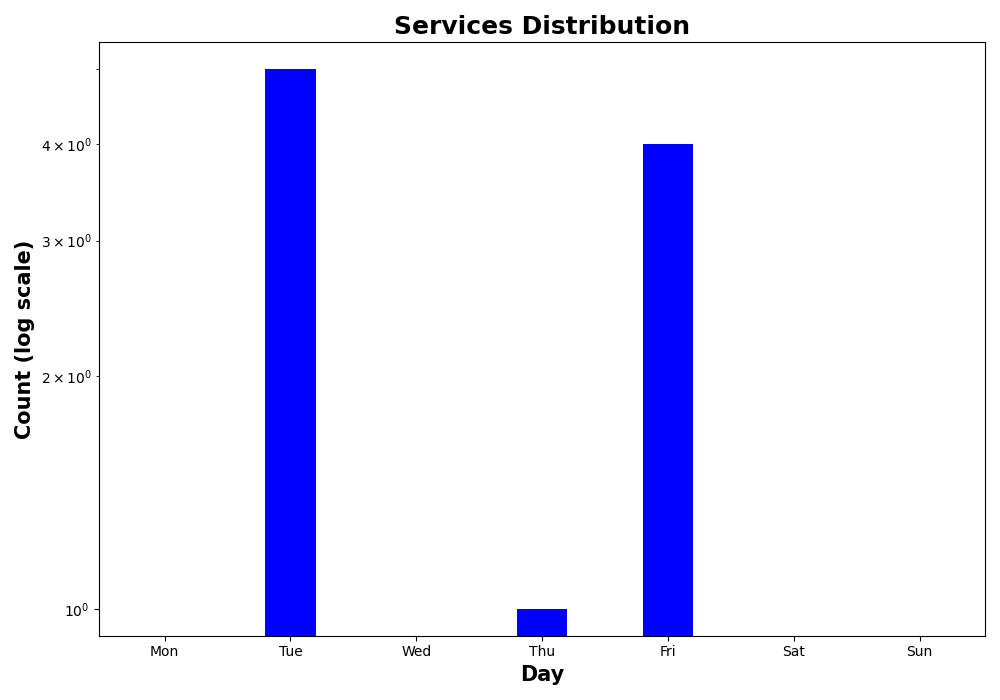 Services Distribution
Count (log scale)
4 × 10⁰
3 × 10⁰
2 × 10⁰
10⁰
Mon Tue Wed Thu Fri Sat Sun
Day